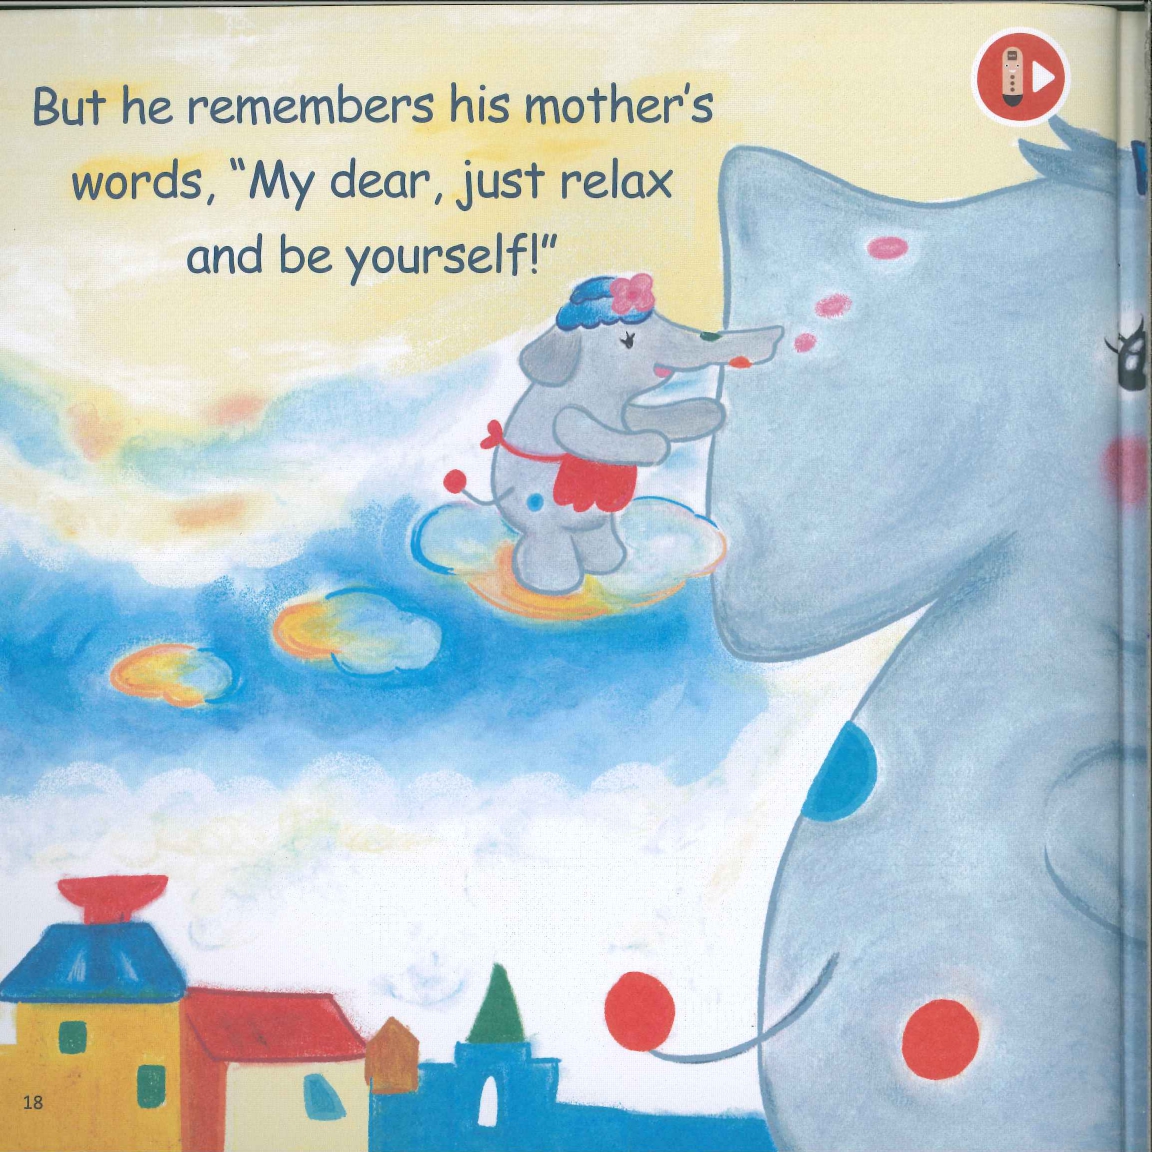 But he remembers his mother's
words, “My dear, just relax
and be yourself!”
18